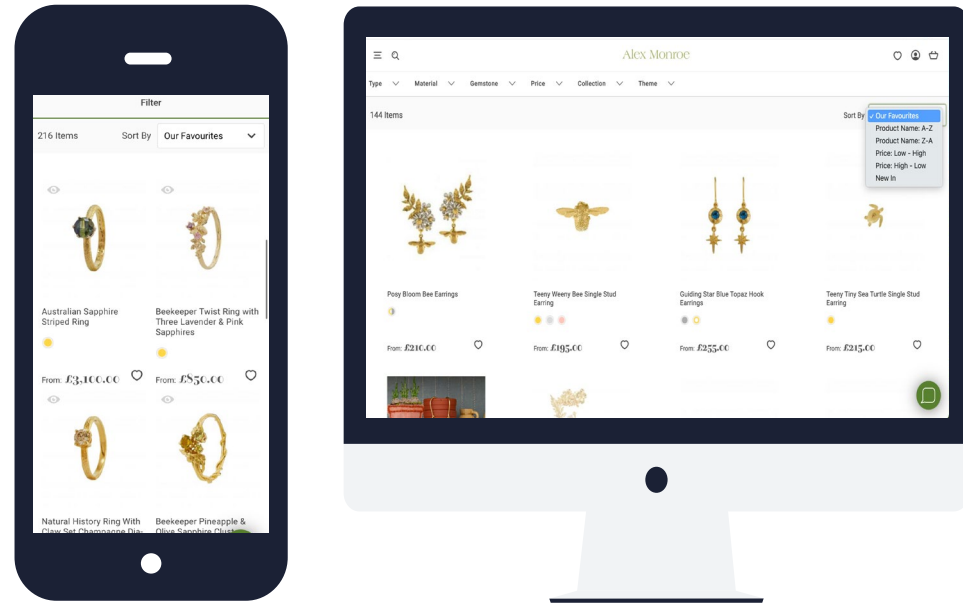 Filter
216 Items
Sort By
Our Favourites
Australian Sapphire
Striped Ring
From: £3,100.00
Beekeeper Twist Ring with
Three Lavender & Pink
Sapphires
From: £850.00
Natural History Ring With
Claw Set Champagne Dia-
Beekeeper Pineapple &
Olive Sapphire Clust
Alex Monroe
Type
Material
Gemstone
Price
Collection
Theme
144 Items
Sort By
✓ Our Favourites
Product Name: A-Z
Product Name: Z-A
Price: Low - High
Price: High - Low
New In
Posy Bloom Bee Earrings
From: £210.00
Teeny Weeny Bee Single Stud
Earring
From: £195.00
Guiding Star Blue Topaz Hook
Earrings
From: £255.00
Teeny Tiny Sea Turtle Single Stud
Earring
From: £215.00